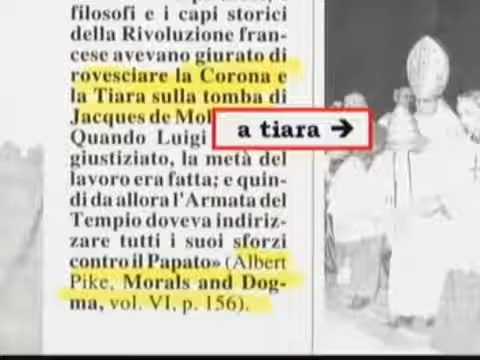 filosofi e i capi storici
della Rivoluzione fran-
cese avevano giurato di
rovesciare la Corona e
la Tiara sulla tomba di
Jacques de Mol
Quando Luigi
giustiziato, la metà del
lavoro era fatta; e quin-
di da allora l'Armata del
Tempio doveva indiriz-
zare tutti i suoi sforzi
contro il Papato» (Albert
Pike, Morals and Dog-
ma, vol. VI, p. 156).
a tiara →